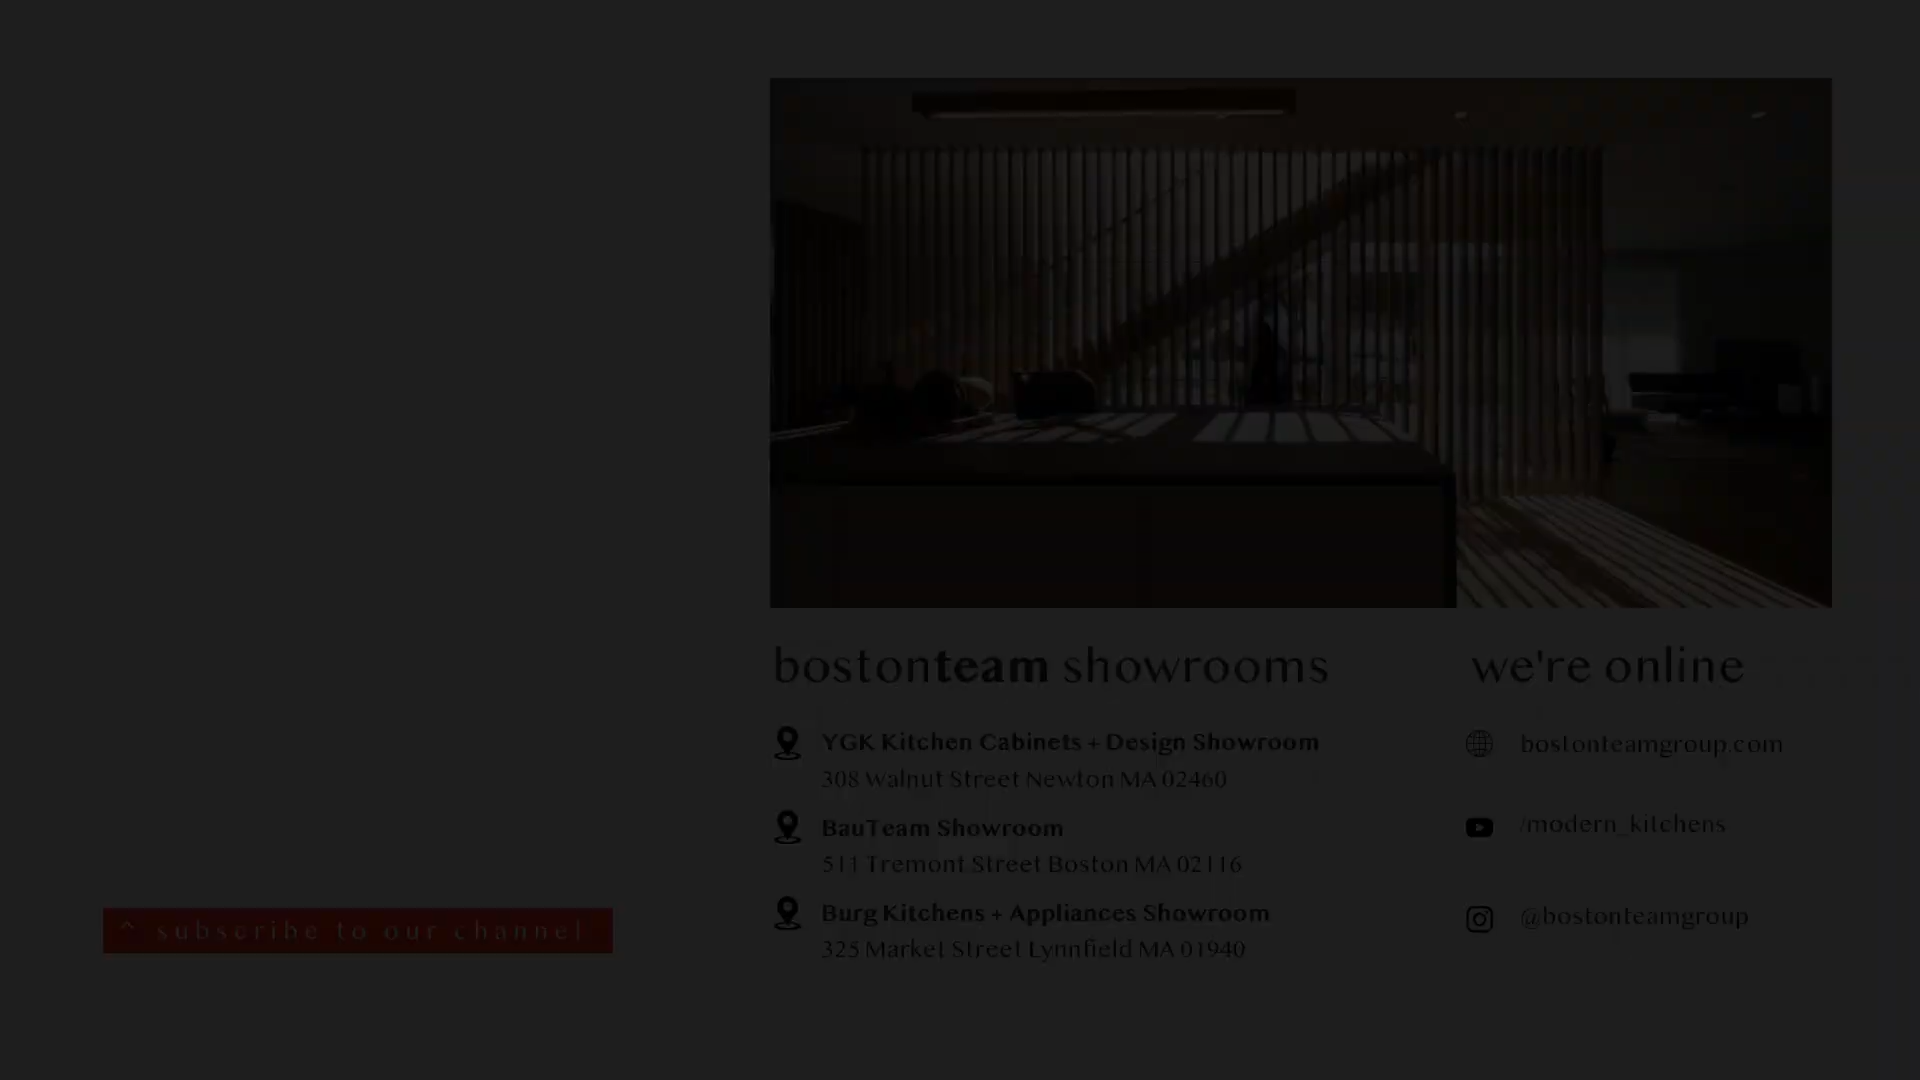 bostonteam showrooms
YGK Kitchen Cabinets + Design Showroom
308 Walnut Street Newton MA 02460
BauTeam Showroom
511 Tremont Street Boston MA 02116
Burg Kitchens + Appliances Showroom
325 Market Street Lynnfield MA 01940
we're online
bostonteamgroup.com
/modern_kitchens
@bostonteamgroup
^ subscribe to our channel